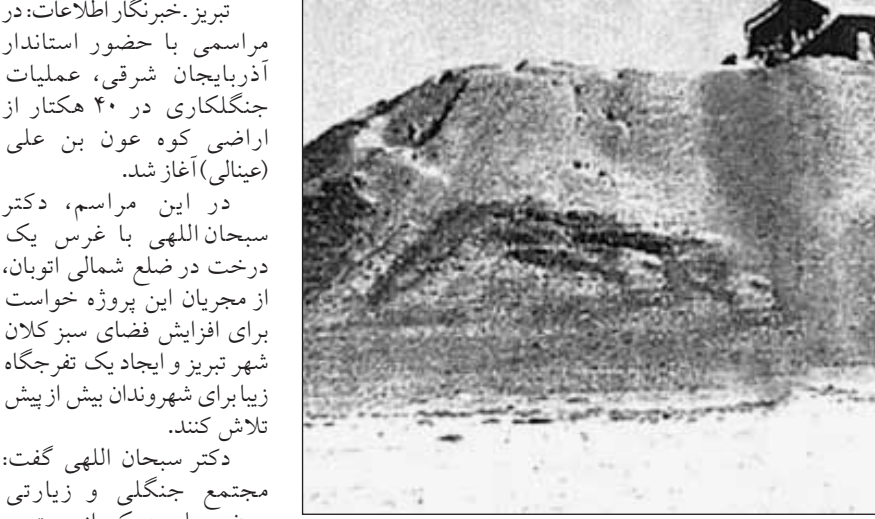 تبریز ـ خبرنگار اطلاعات: در
مراسمی با حضور استاندار
آذربایجان شرقی، عملیات
جنگلکاری در ۴۰ هکتار از
اراضی کوه عون بن علی
(عینالی) آغاز شد.
در این مراسم، دکتر
سبحان‌اللهی با غرس یک
درخت در ضلع شمالی اتوبان،
از مجریان این پروژه خواست
برای افزایش فضای سبز کلان
شهر تبریز و ایجاد یک تفرجگاه
زیبا برای شهروندان بیش از پیش
تلاش کنند.
دکتر سبحان اللهی گفت:
مجتمع جنگلی و زیارتی